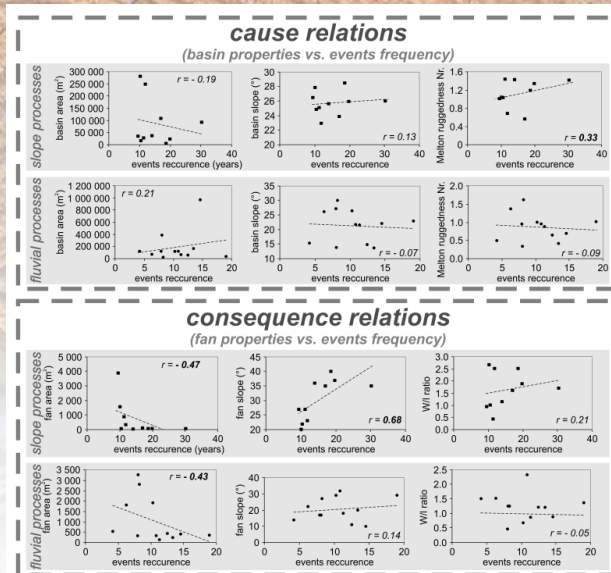 cause relations
(basin properties vs. events frequency)
slope processes
basin area (m²)
300 000
250 000
200 000
150 000
100 000
50 000
0
r = - 0.19
0 10 20 30 40
events reccurence (years)
basin slope (°)
28
26
24
22
20
r = 0.13
0 10 20 30 40
events reccurence
Melton ruggedness Nr.
1.6
1.2
0.8
0.4
0
r = 0.33
0 10 20 30 40
events reccurence
fluvial processes
basin area (m²)
1 200 000
1 000 000
800 000
600 000
400 000
200 000
0
r = 0.21
0 5 10 15 20
events reccurence
basin slope (°)
35
30
25
20
15
10
r = - 0.07
0 5 10 15 20
events reccurence
Melton ruggedness Nr.
2.0
1.5
1.0
0.5
0
r = - 0.09
0 5 10 15 20
events reccurence
consequence relations
(fan properties vs. events frequency)
slope processes
fan area (m²)
5 000
4 000
3 000
2 000
1 000
0
r = - 0.47
0 10 20 30 40
events reccurence (years)
fan slope (°)
45
40
35
30
25
20
r = 0.68
0 10 20 30 40
events reccurence
W/l ratio
3.0
2.5
2.0
1.5
1.0
0.5
0
r = 0.21
0 10 20 30 40
events reccurence
fluvial processes
fan area (m²)
3 500
3 000
2 500
2 000
1 500
1 000
500
0
r = - 0.43
0 5 10 15 20
events reccurence
fan slope (°)
40
30
20
10
0
r = 0.14
0 5 10 15 20
events reccurence
W/l ratio
2.5
2.0
1.5
1.0
0.5
0
r = - 0.05
0 5 10 15 20
events reccurence